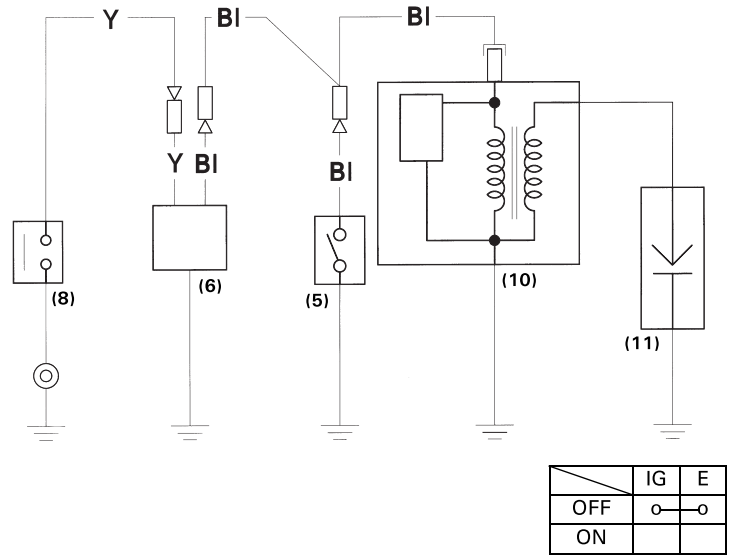 Y
Bl
Bl
Y
Bl
Bl
(8)
(6)
(5)
(10)
(11)
IG E
OFF
ON